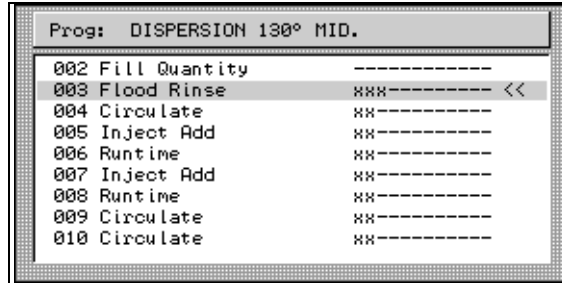 Prog: DISPERSION 130º MID.
002 Fill Quantity ------------
003 Flood Rinse xxx--------- <<
004 Circulate xx----------
005 Inject Add xx----------
006 Runtime xx----------
007 Inject Add xx----------
008 Runtime xx----------
009 Circulate xx----------
010 Circulate xx----------